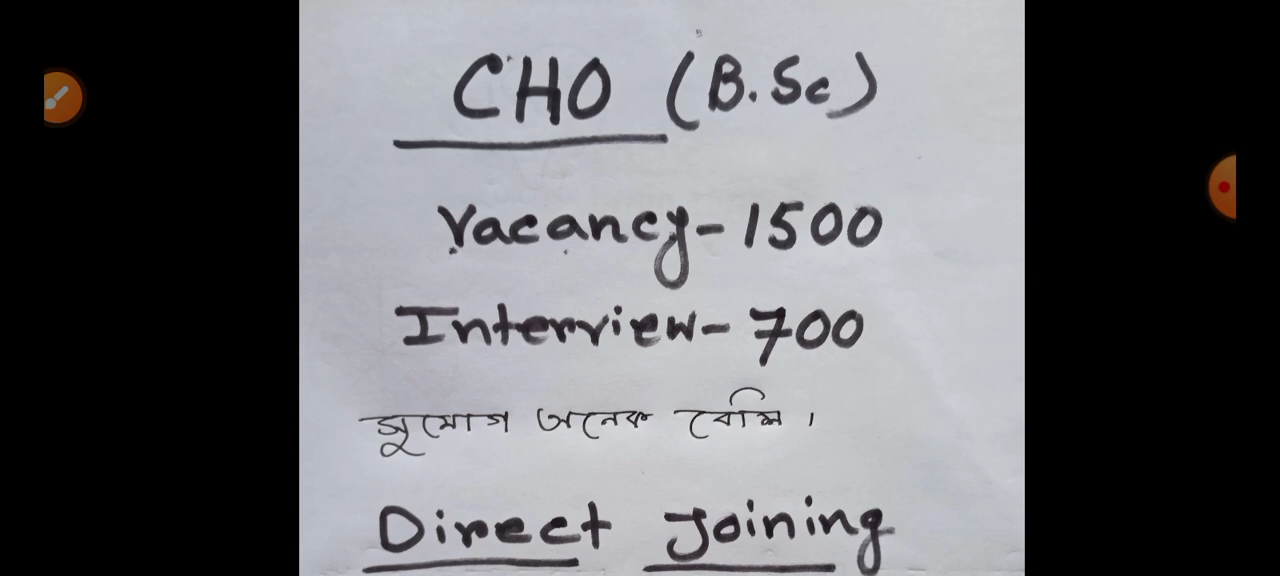 CHO (B.Sc)
Vacancy-1500
Interview-700
সুযোগ অনেক বেশি।
Direct Joining